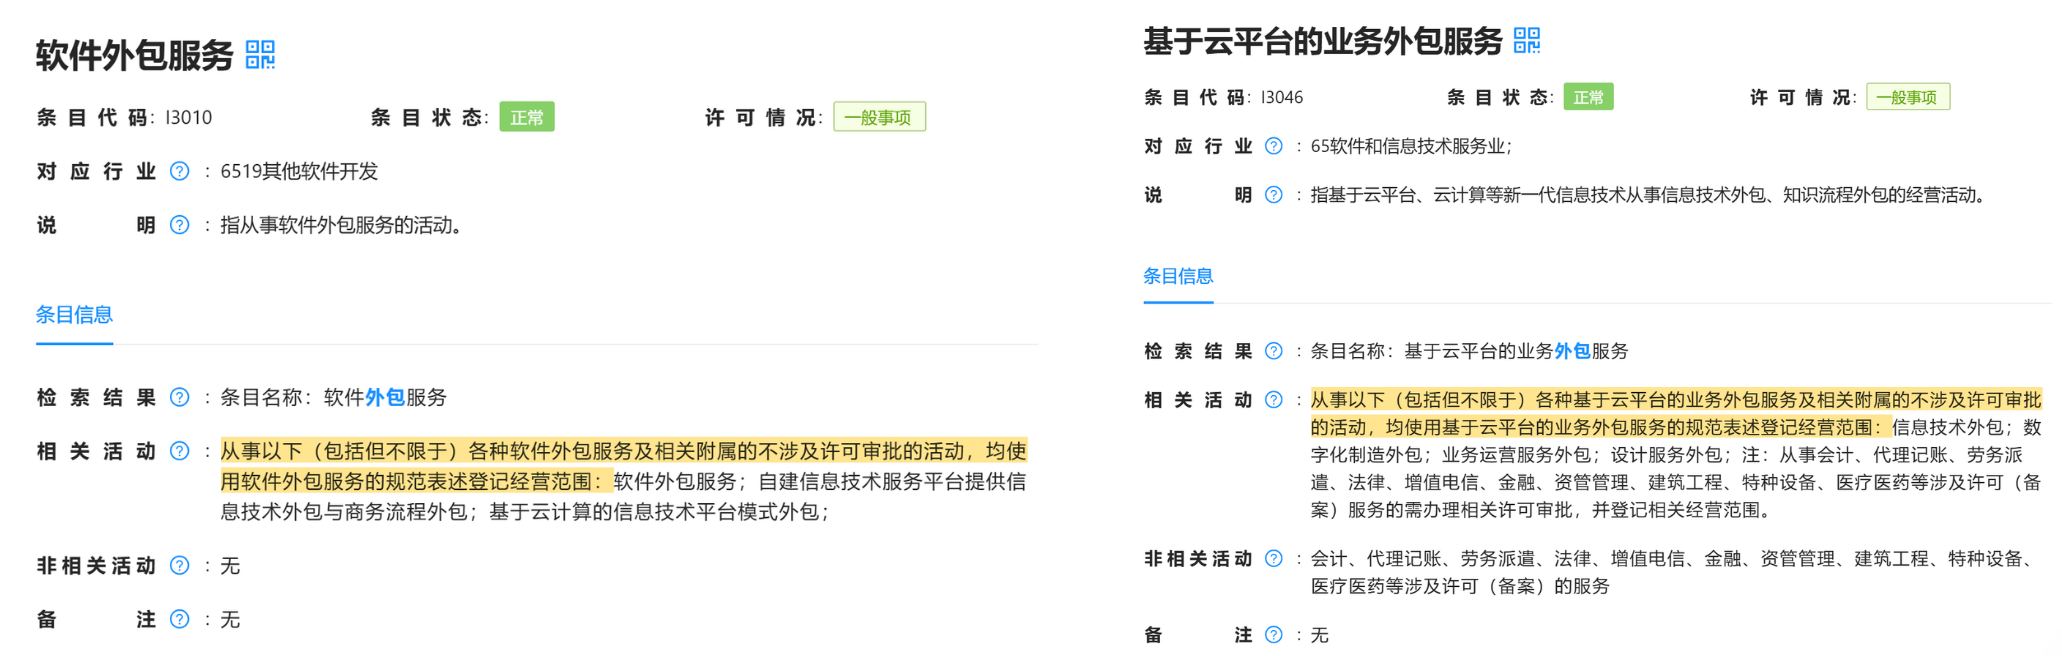 软件外包服务
条目代码: I3010 条目状态: 正常 许可情况: 一般事项
对应行业 ? : 6519其他软件开发
说明 ? : 指从事软件外包服务的活动。
条目信息
检索结果 ? : 条目名称：软件外包服务
相关活动 ? : 从事以下（包括但不限于）各种软件外包服务及相关附属的不涉及许可审批的活动，均使
用软件外包服务的规范表述登记经营范围：软件外包服务；自建信息技术服务平台提供信
息技术外包与商务流程外包；基于云计算的信息技术平台模式外包；
非相关活动 ? : 无
备注 ? : 无
基于云平台的业务外包服务
条目代码: I3046 条目状态: 正常 许可情况: 一般事项
对应行业 ? : 65软件和信息技术服务业；
说明 ? : 指基于云平台、云计算等新一代信息技术从事信息技术外包、知识流程外包的经营活动。
条目信息
检索结果 ? : 条目名称：基于云平台的业务外包服务
相关活动 ? : 从事以下（包括但不限于）各种基于云平台的业务外包服务及相关附属的不涉及许可审批
的活动，均使用基于云平台的业务外包服务的规范表述登记经营范围：信息技术外包；数
字化制造外包；业务运营服务外包；设计服务外包；注：从事会计、代理记账、劳务派
遣、法律、增值电信、金融、资管管理、建筑工程、特种设备、医疗医药等涉及许可（备
案）服务的需办理相关许可审批，并登记相关经营范围。
非相关活动 ? : 会计、代理记账、劳务派遣、法律、增值电信、金融、资管管理、建筑工程、特种设备、
医疗医药等涉及许可（备案）的服务
备注 ? : 无